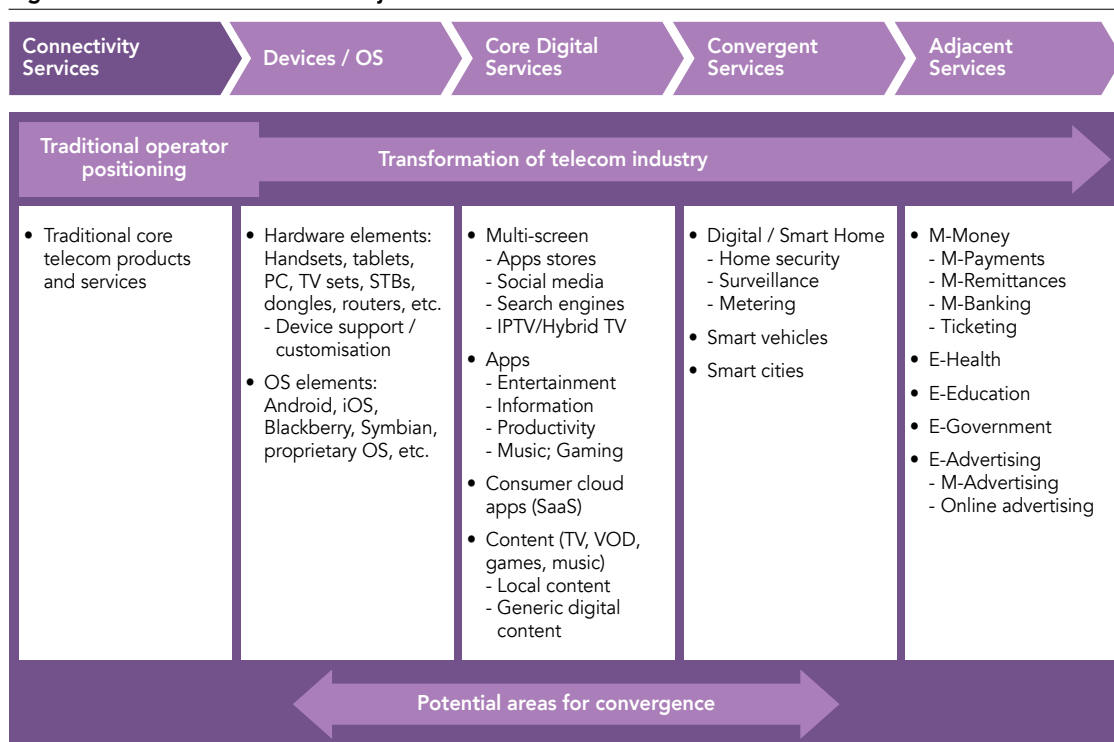 Connectivity
Services
Devices / OS
Core Digital
Services
Convergent
Services
Adjacent
Services
Traditional operator
positioning
Transformation of telecom industry
• Traditional core
telecom products
and services
• Hardware elements:
Handsets, tablets,
PC, TV sets, STBs,
dongles, routers, etc.
- Device support /
customisation
• OS elements:
Android, iOS,
Blackberry, Symbian,
proprietary OS, etc.
• Multi-screen
- Apps stores
- Social media
- Search engines
- IPTV/Hybrid TV
• Apps
- Entertainment
- Information
- Productivity
- Music; Gaming
• Consumer cloud
apps (SaaS)
• Content (TV, VOD,
games, music)
- Local content
- Generic digital
content
• Digital / Smart Home
- Home security
- Surveillance
- Metering
• Smart vehicles
• Smart cities
• M-Money
- M-Payments
- M-Remittances
- M-Banking
- Ticketing
• E-Health
• E-Education
• E-Government
• E-Advertising
- M-Advertising
- Online advertising
Potential areas for convergence